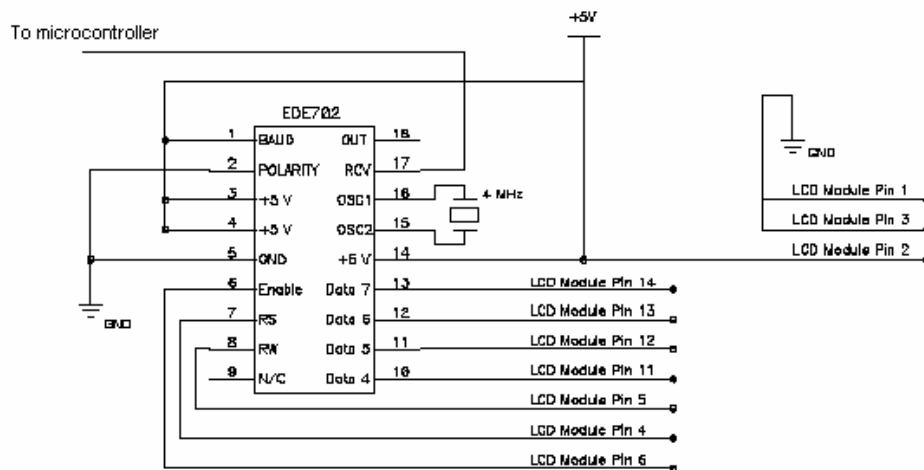 +5V
To microcontroller
EDE702
1 BAUD OUT 18
2 POLARITY RCV 17
3 +5 V OSC1 16
4 +5 V OSC2 15
5 GND +5 V 14
6 Enable Data 7 13
7 RS Data 6 12
8 RW Data 5 11
9 N/C Data 4 10
4 MHz
GND
GND
LCD Module Pin 1
LCD Module Pin 3
LCD Module Pin 2
LCD Module Pin 14
LCD Module Pin 13
LCD Module Pin 12
LCD Module Pin 11
LCD Module Pin 5
LCD Module Pin 4
LCD Module Pin 6